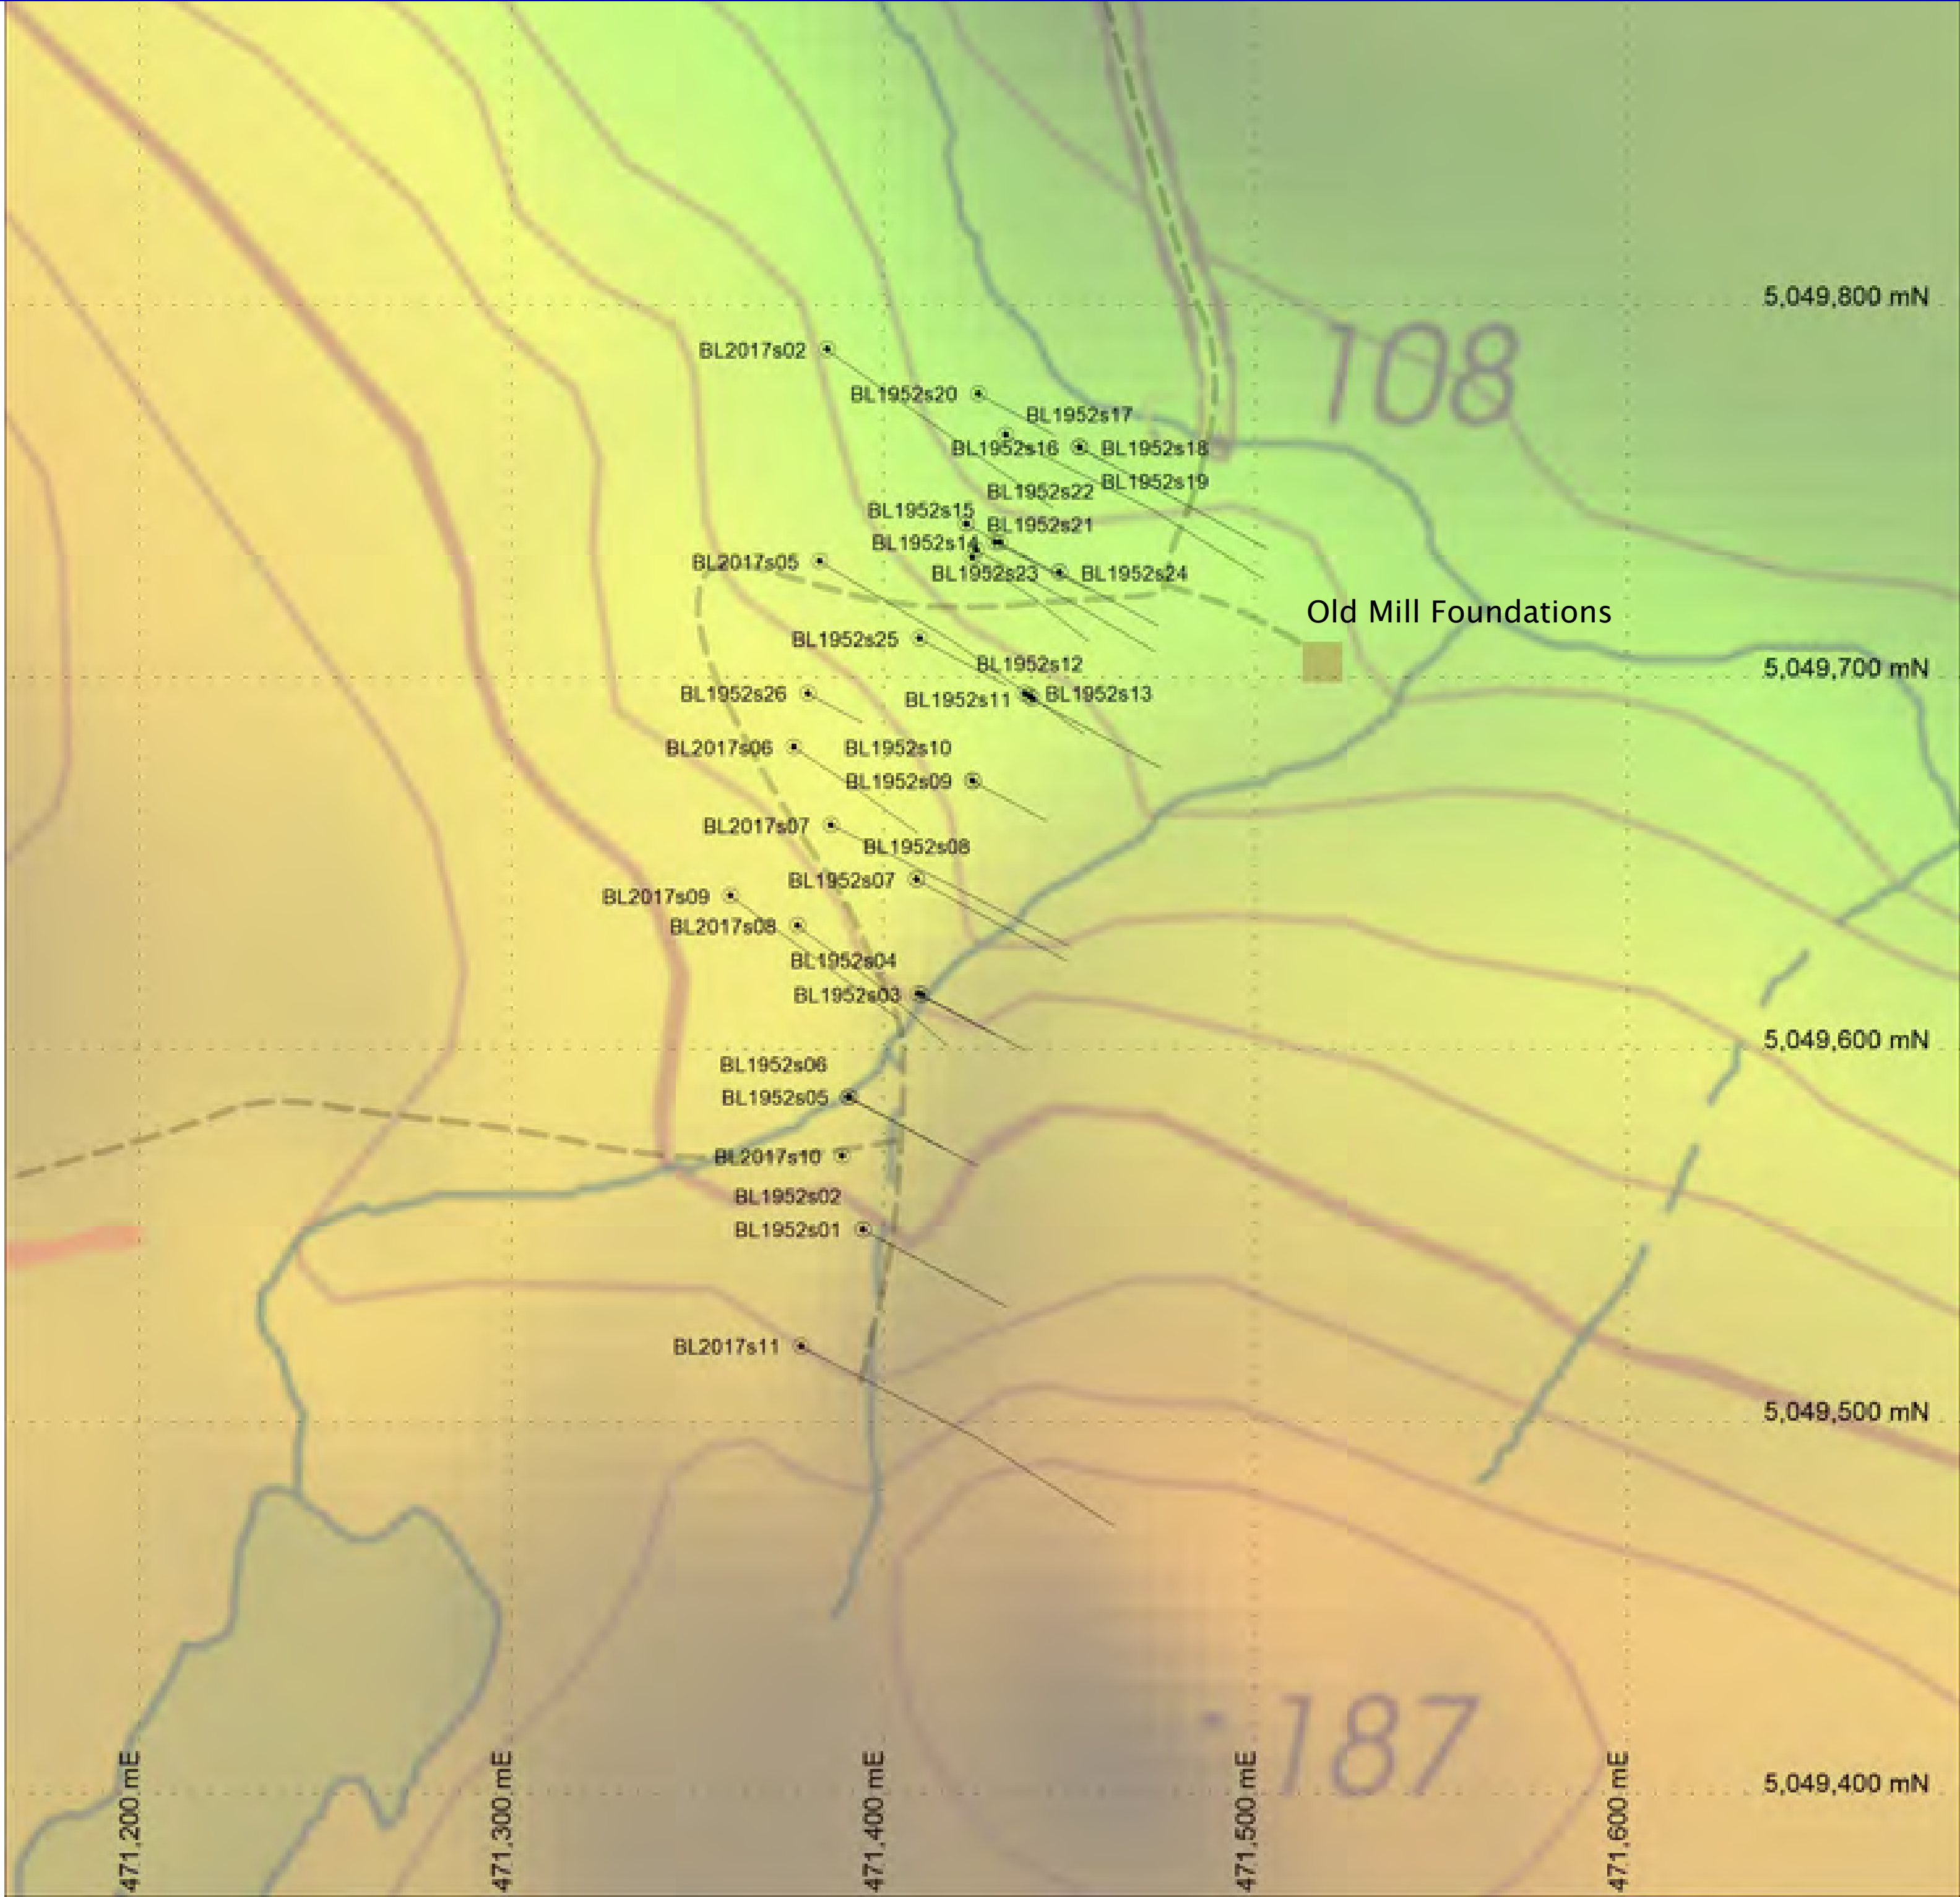 5,049,800 mN
108
BL2017s02
BL1952s20
BL1952s17
BL1952s16
BL1952s18
BL1952s19
BL1952s22
BL1952s15
BL1952s21
BL1952s14
BL2017s05
BL1952s23
BL1952s24
Old Mill Foundations
BL1952s25
BL1952s12
5,049,700 mN
BL1952s26
BL1952s11
BL1952s13
BL2017s06
BL1952s10
BL1952s09
BL2017s07
BL1952s08
BL1952s07
BL2017s09
BL2017s08
BL1952s04
BL1952s03
5,049,600 mN
BL1952s06
BL1952s05
BL2017s10
BL1952s02
BL1952s01
BL2017s11
5,049,500 mN
187
5,049,400 mN
471,200 mE
471,300 mE
471,400 mE
471,500 mE
471,600 mE